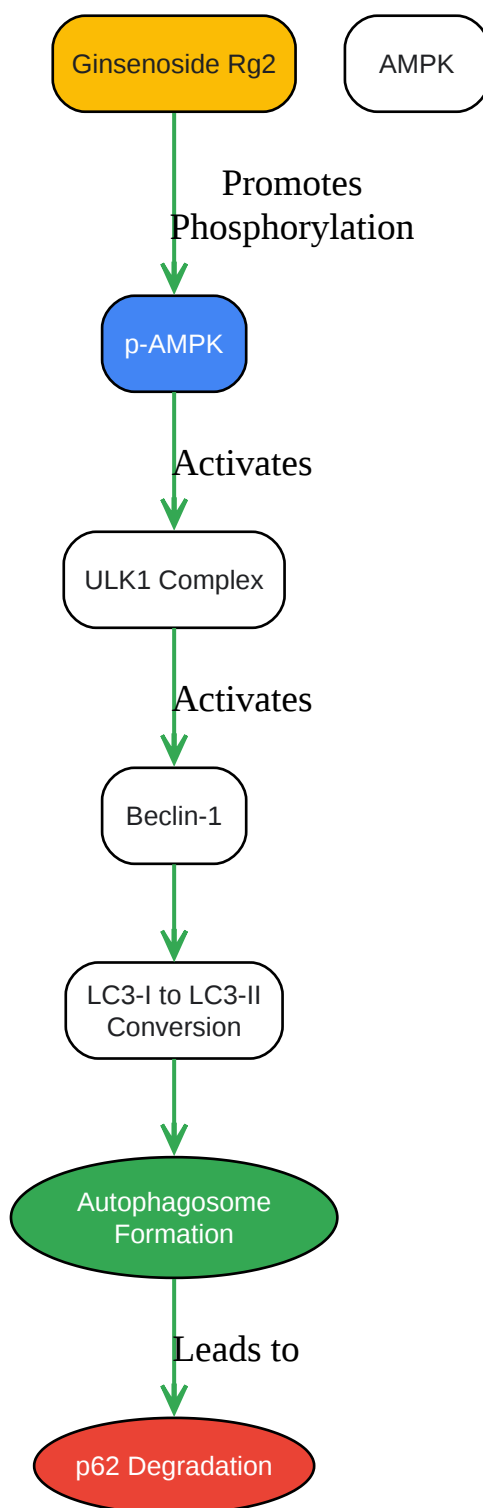 Ginsenoside Rg2
AMPK
Promotes
Phosphorylation
p-AMPK
Activates
ULK1 Complex
Activates
Beclin-1
LC3-I to LC3-II
Conversion
Autophagosome
Formation
Leads to
p62 Degradation